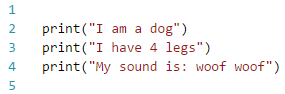 1
2 print("I am a dog")
3 print("I have 4 legs")
4 print("My sound is: woof woof")
5